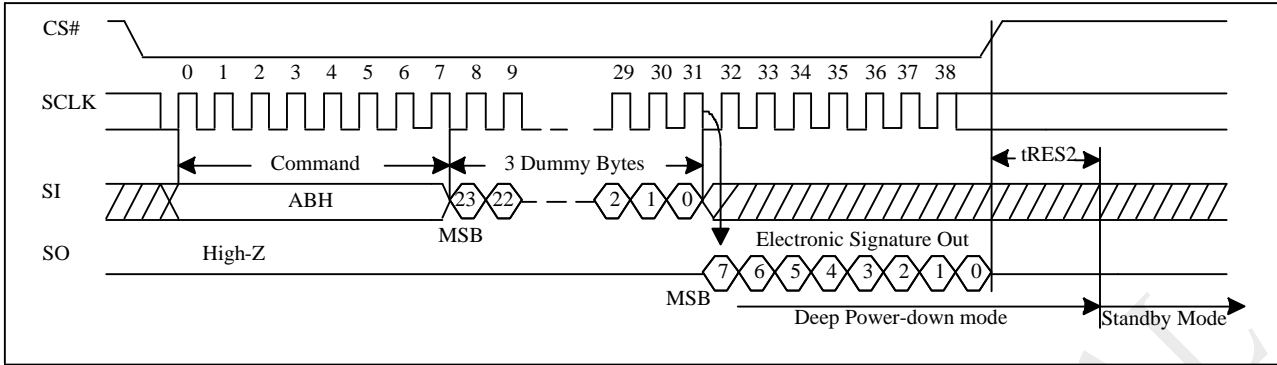 CS#
0 1 2 3 4 5 6 7 8 9 29 30 31 32 33 34 35 36 37 38
SCLK
Command 3 Dummy Bytes tRES2
SI ABH 23 22 2 1 0
MSB
SO High-Z Electronic Signature Out
7 6 5 4 3 2 1 0
MSB
Deep Power-down mode Standby Mode